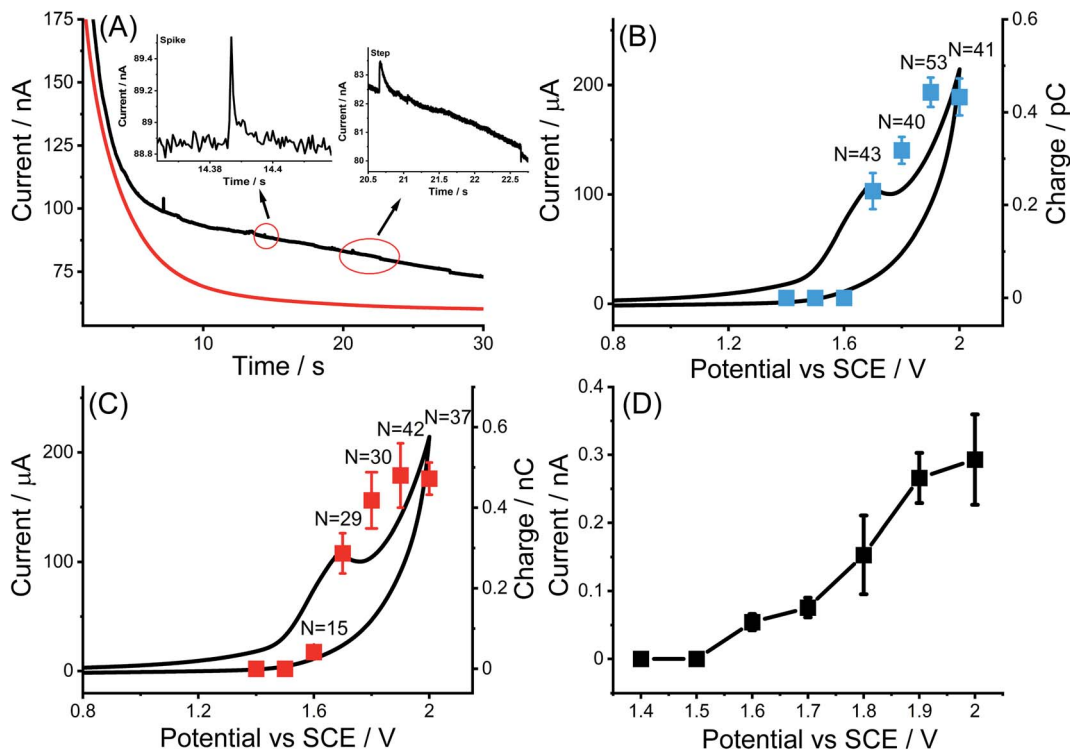 (A)
Current / nA
175
150
125
100
75
10
20
30
Time / s
Spike
Current / nA
89.4
89.2
89
88.8
14.38
14.4
Time / s
Step
Current / nA
83
82
81
80
20.5
21
21.5
22
22.5
Time / s
(B)
Current / μA
200
100
0
0.8
1.2
1.6
2
Potential vs SCE / V
0.6
0.4
0.2
0
Charge / pC
N=43
N=40
N=53
N=41
(C)
Current / μA
200
100
0
0.8
1.2
1.6
2
Potential vs SCE / V
0.6
0.4
0.2
0
Charge / nC
N=15
N=29
N=30
N=42
N=37
(D)
Current / nA
0.4
0.3
0.2
0.1
0
1.4
1.5
1.6
1.7
1.8
1.9
2
Potential vs SCE / V